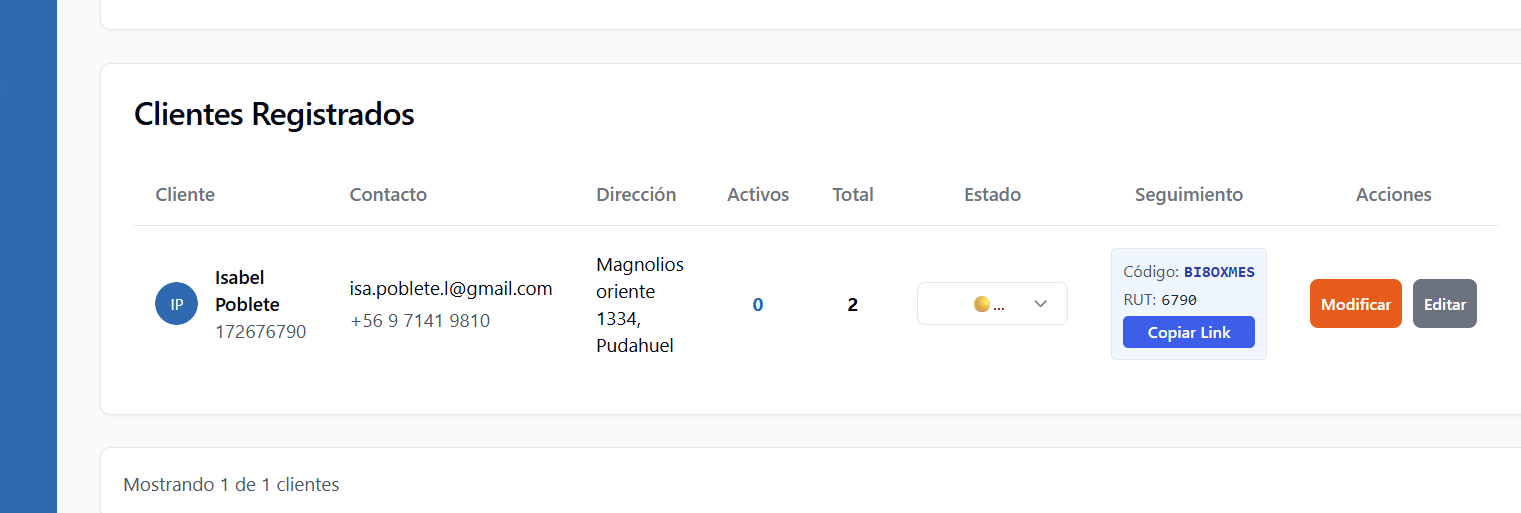 Clientes Registrados
Cliente Contacto Dirección Activos Total Estado Seguimiento Acciones
IP
Isabel
Poblete
172676790
isa.poblete.l@gmail.com
+56 9 7141 9810
Magnolios
oriente
1334,
Pudahuel
0
2
...
Código: BI8OXMES
RUT: 6790
Copiar Link
Modificar
Editar
Mostrando 1 de 1 clientes